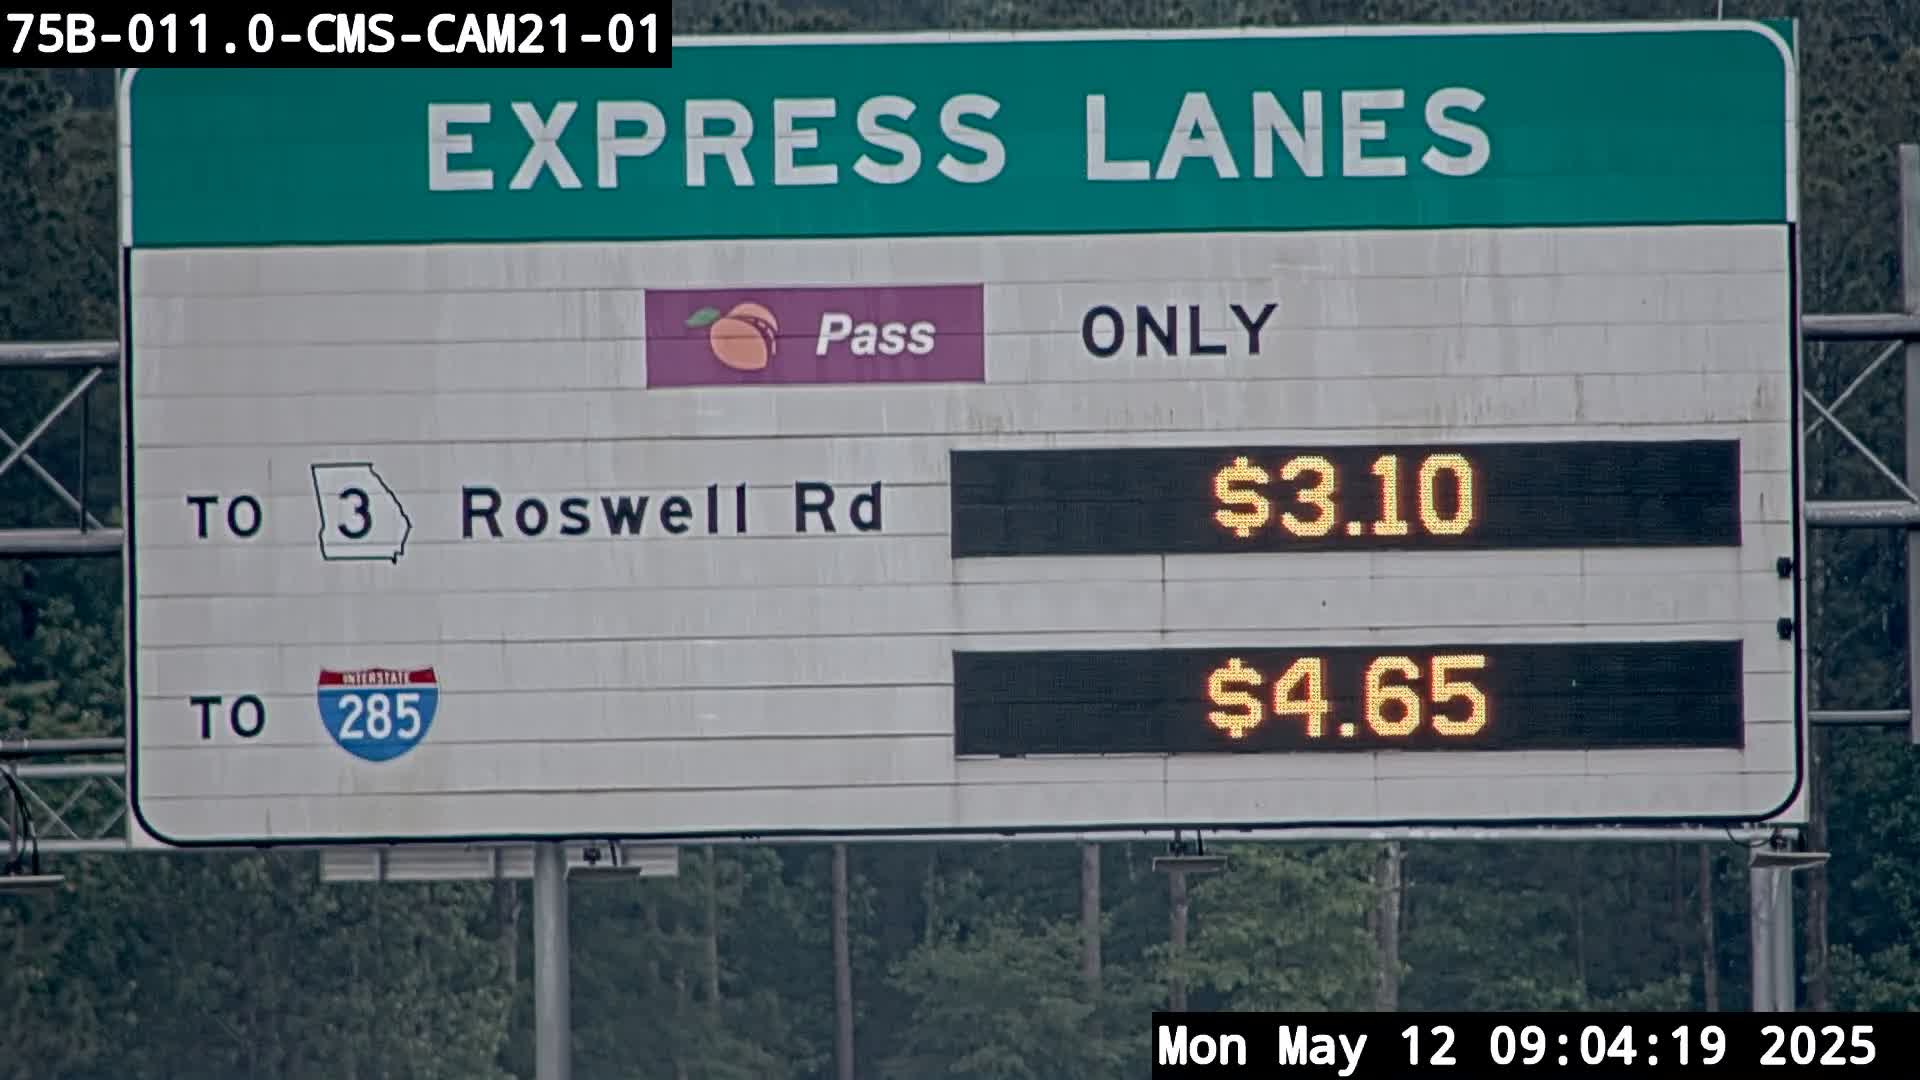 75B-011.0-CMS-CAM21-01
EXPRESS LANES
Pass ONLY
TO 3 Roswell Rd $3.10
TO INTERSTATE 285 $4.65
Mon May 12 09:04:19 2025